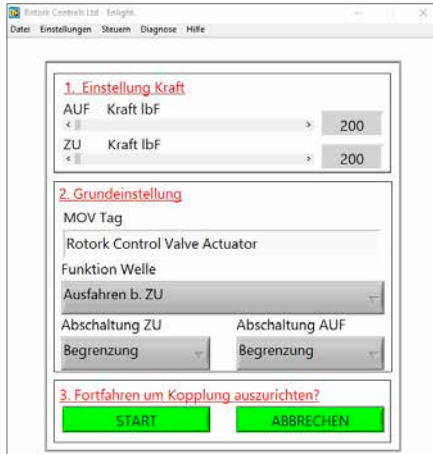 Rotork Controls Ltd - Enlight.
Datei Einstellungen Steuern Diagnose Hilfe
1. Einstellung Kraft
AUF Kraft lbF
200
ZU Kraft lbF
200
2. Grundeinstellung
MOV Tag
Rotork Control Valve Actuator
Funktion Welle
Ausfahren b. ZU
Abschaltung ZU Abschaltung AUF
Begrenzung Begrenzung
3. Fortfahren um Kopplung auszurichten?
START ABBRECHEN